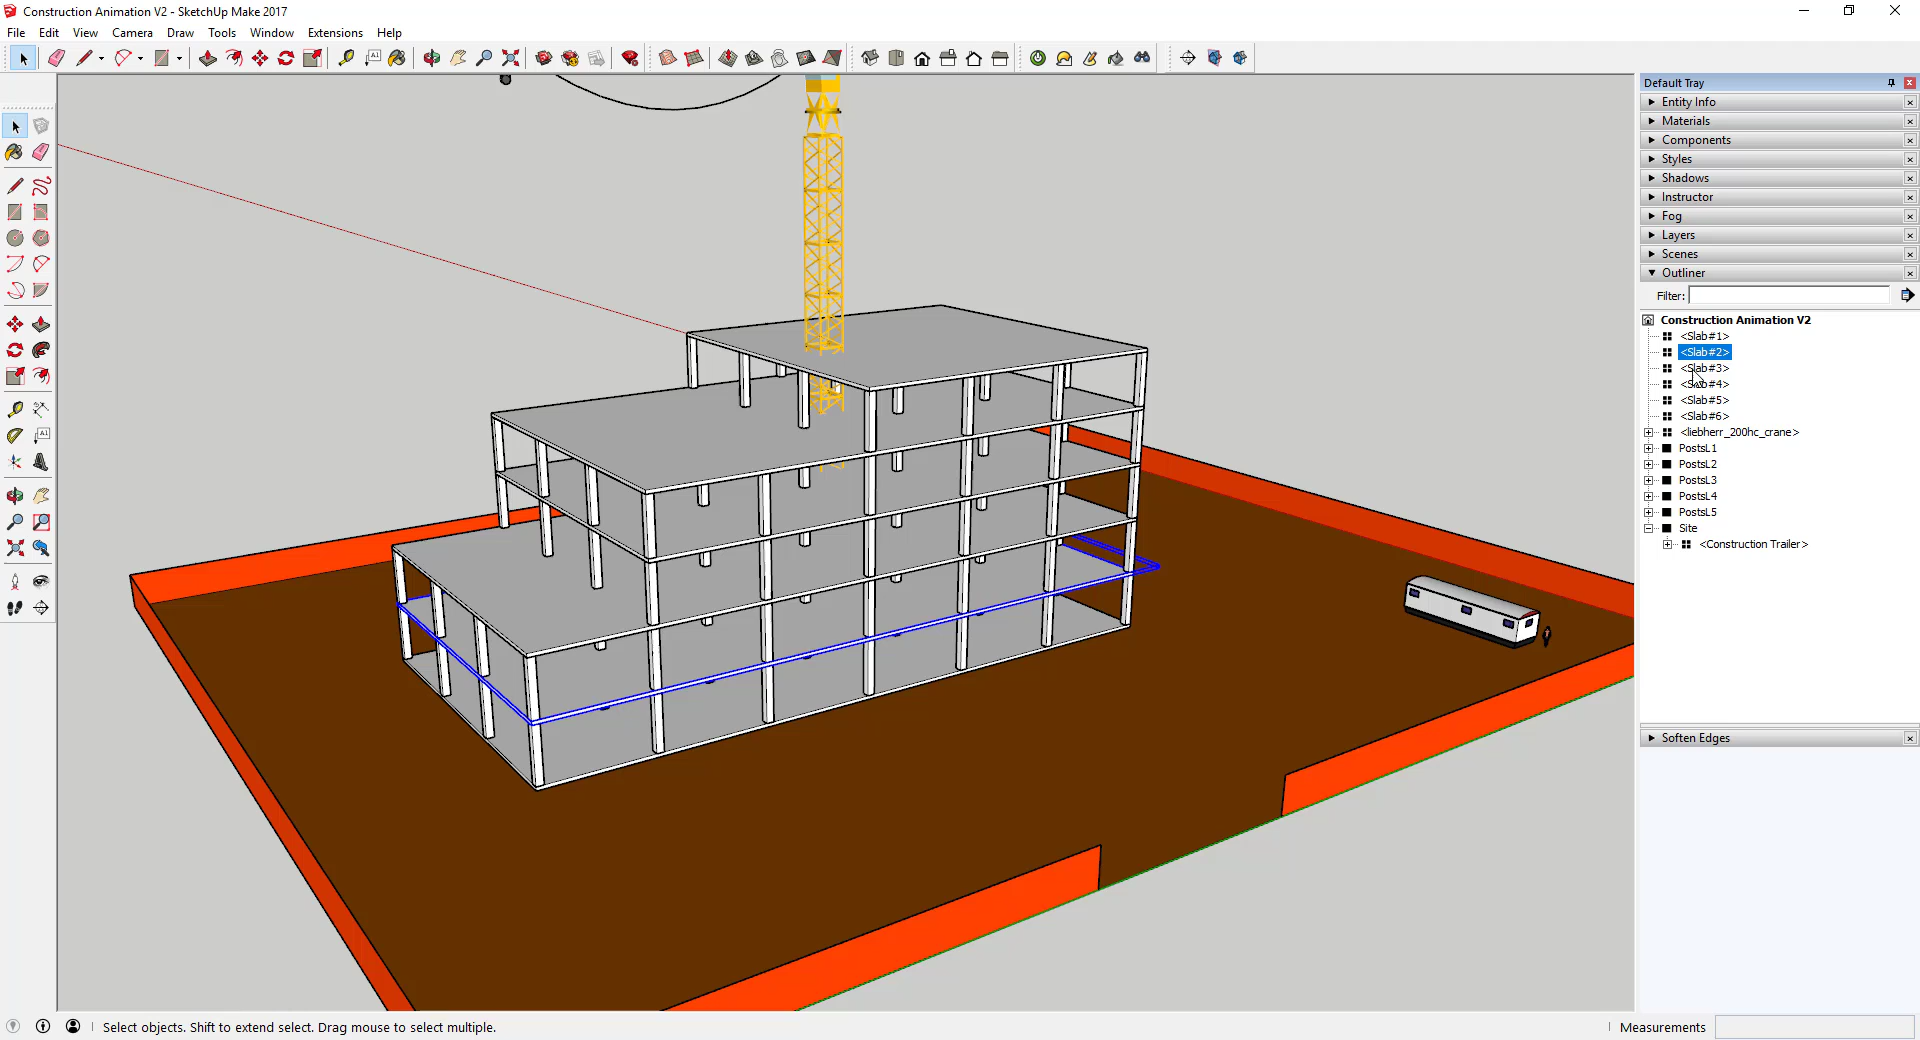 Construction Animation V2 - SketchUp Make 2017
File Edit View Camera Draw Tools Window Extensions Help
Default Tray
Entity Info
Materials
Components
Styles
Shadows
Instructor
Fog
Layers
Scenes
Outliner
Filter:
Construction Animation V2
<Slab#1>
<Slab#2>
<Slab#3>
<Slab#4>
<Slab#5>
<Slab#6>
<liebherr_200hc_crane>
PostsL1
PostsL2
PostsL3
PostsL4
PostsL5
Site
<Construction Trailer>
Soften Edges
Select objects. Shift to extend select. Drag mouse to select multiple.
Measurements